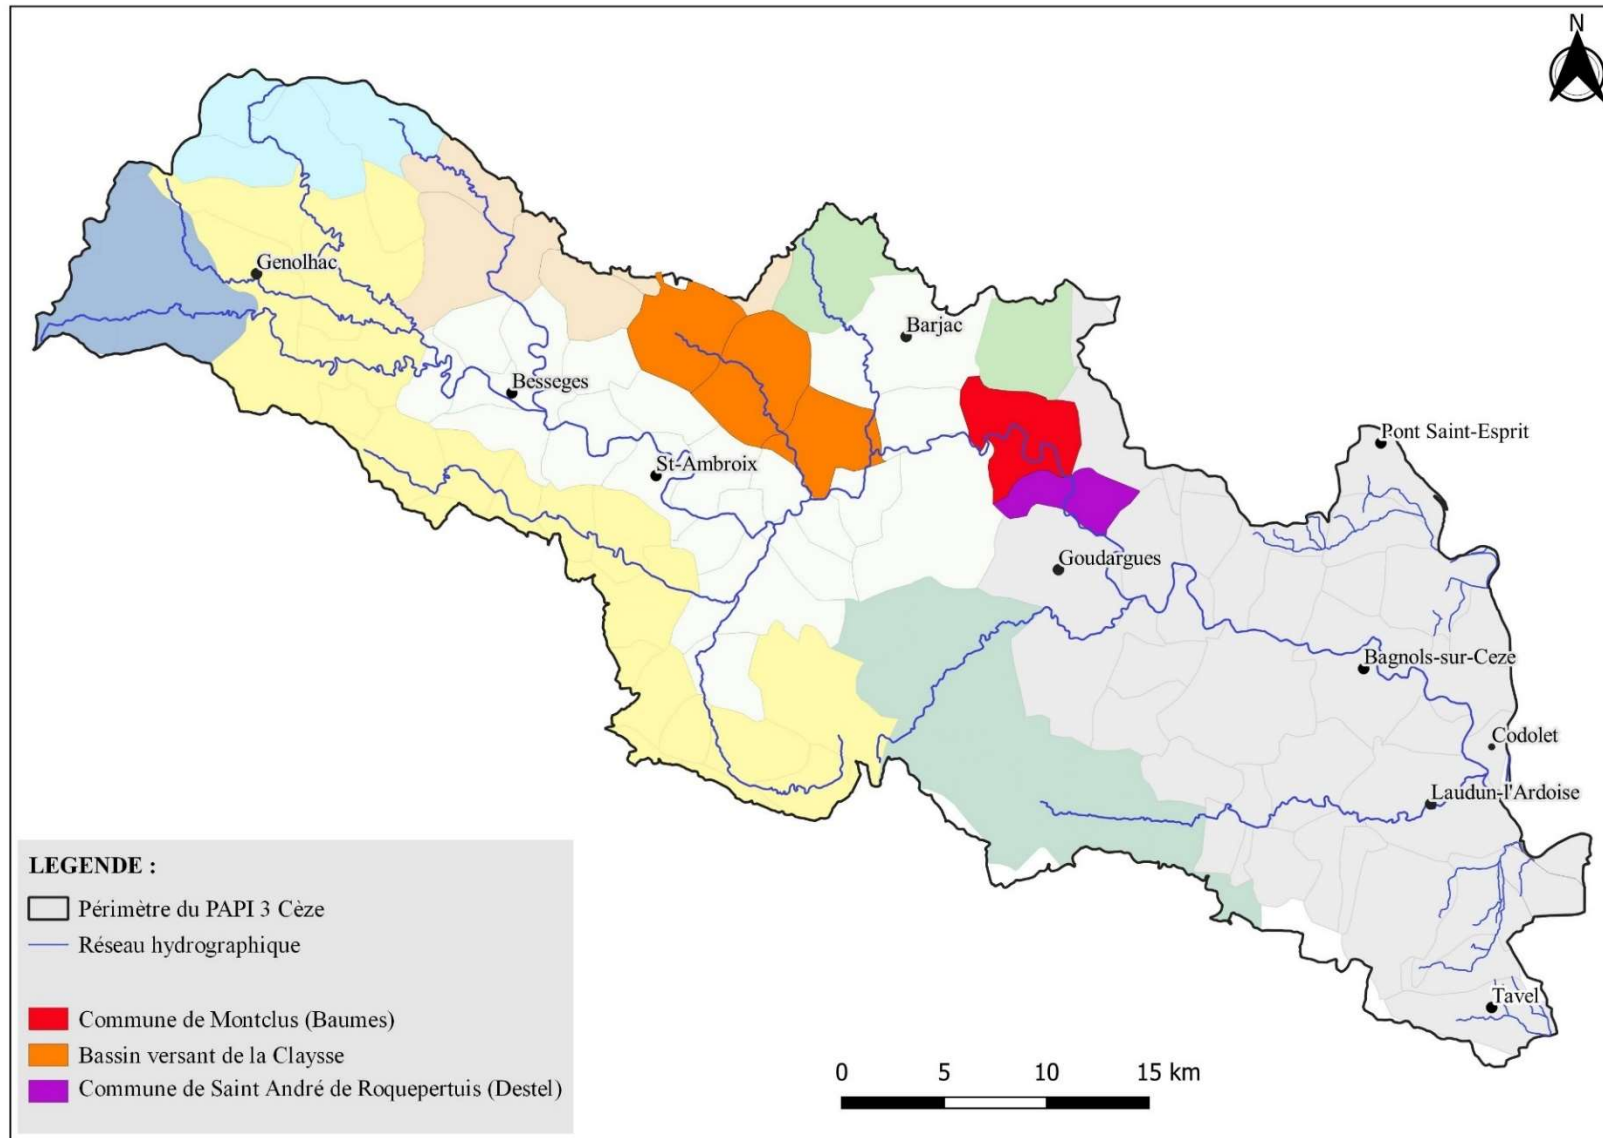 N
Genolhac
Barjac
Besseges
Pont Saint-Esprit
St-Ambroix
Goudargues
Bagnols-sur-Ceze
Codolet
Laudun-l'Ardoise
Tavel
LEGENDE :
Périmètre du PAPI 3 Cèze
Réseau hydrographique
Commune de Montclus (Baumes)
Bassin versant de la Claysse
Commune de Saint André de Roquepertuis (Destel)
0 5 10 15 km